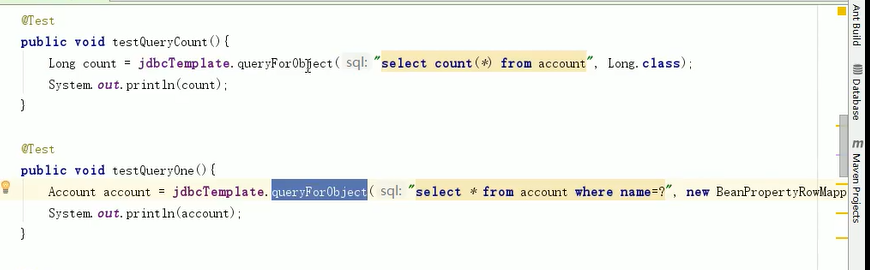 @Test
public void testQueryCount(){
Long count = jdbcTemplate.queryForObject( sql: "select count(*) from account", Long.class);
System.out.println(count);
}
@Test
public void testQueryOne(){
Account account = jdbcTemplate.queryForObject( sql: "select * from account where name=?", new BeanPropertyRowMapp
System.out.println(account);
}
Ant Build
Database
m Maven Projects